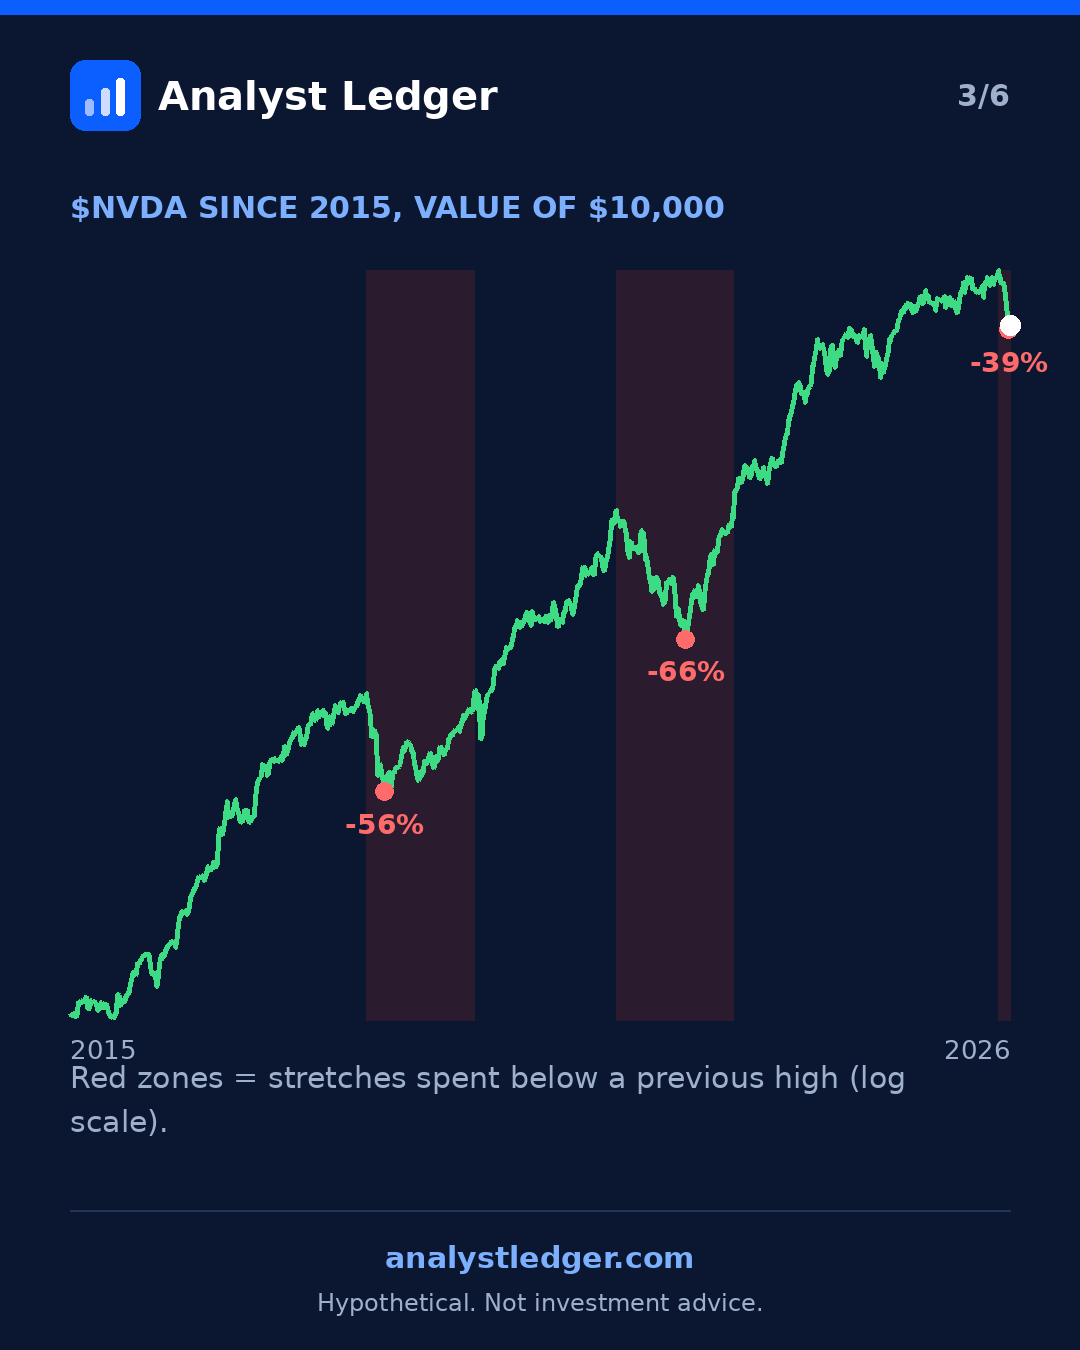 Analyst Ledger
3/6
$NVDA SINCE 2015, VALUE OF $10,000
-39%
-66%
-56%
2015
2026
Red zones = stretches spent below a previous high (log
scale).
analystledger.com
Hypothetical. Not investment advice.